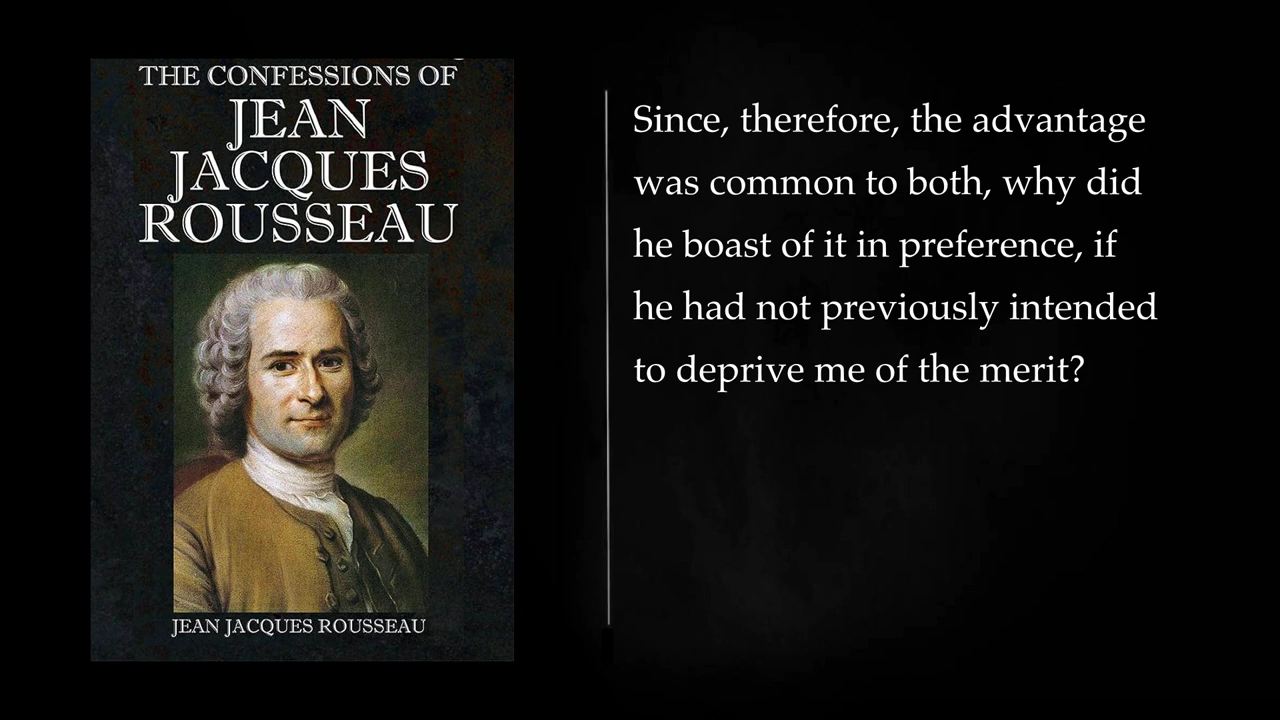 THE CONFESSIONS OF
JEAN
JACQUES
ROUSSEAU
JEAN JACQUES ROUSSEAU
Since, therefore, the advantage
was common to both, why did
he boast of it in preference, if
he had not previously intended
to deprive me of the merit?